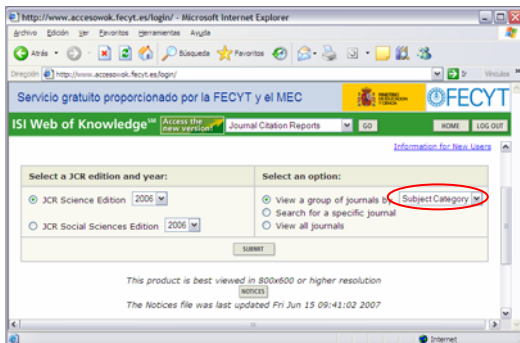 http://www.accesowok.fecyt.es/login/ - Microsoft Internet Explorer
Archivo Edición Ver Favoritos Herramientas Ayuda
Atrás Búsqueda Favoritos
Dirección http://www.accesowok.fecyt.es/login/ Ir Vínculos
Servicio gratuito proporcionado por la FECYT y el MEC FECYT
ISI Web of Knowledge℠ Access the new version! Journal Citation Reports GO HOME LOG OUT
Information for New Users
Select a JCR edition and year: Select an option:
JCR Science Edition 2006 View a group of journals by Subject Category
Search for a specific journal
JCR Social Sciences Edition 2006 View all journals
SUBMIT
This product is best viewed in 800x600 or higher resolution
NOTICES
The Notices file was last updated Fri Jun 15 09:41:02 2007
Internet